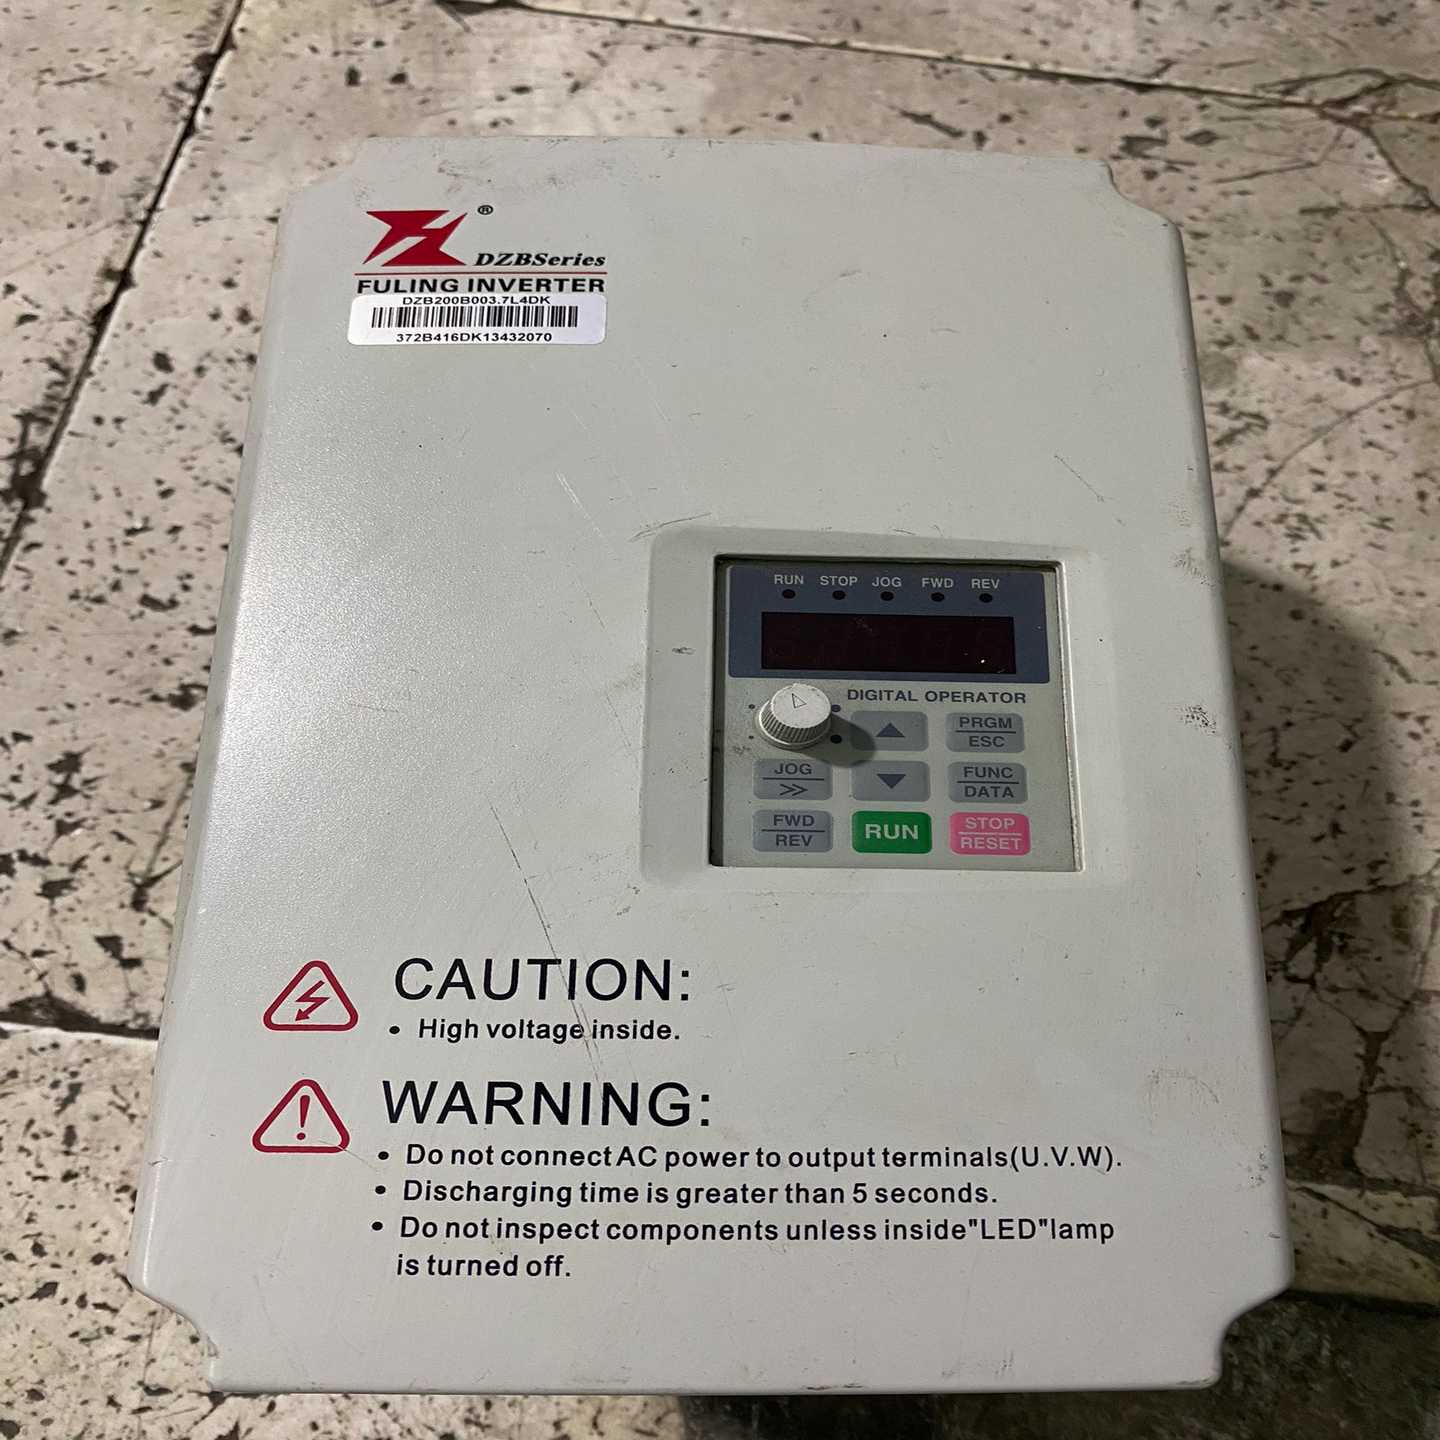 ®
DZBSeries
FULING INVERTER
DZB200B003.7L4DK
372B416DK13432070
RUN STOP JOG FWD REV
DIGITAL OPERATOR
PRGM
ESC
JOG
>>
FUNC
DATA
FWD
REV
RUN
STOP
RESET
CAUTION:
• High voltage inside.
WARNING:
• Do not connect AC power to output terminals(U.V.W).
• Discharging time is greater than 5 seconds.
• Do not inspect components unless inside"LED"lamp
is turned off.